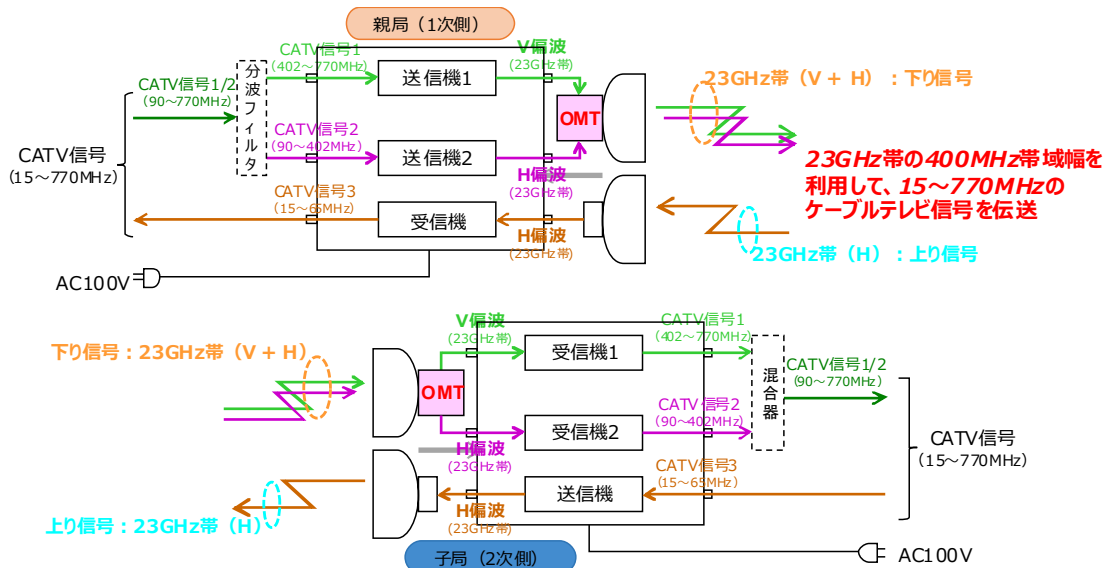 親局(1次側)
CATV信号1
(402~770MHz)
V偏波
(23GHz帯)
分波フィルタ
CATV信号1/2
(90~770MHz)
送信機1
OMT
23GHz帯(V + H):下り信号
CATV信号2
(90~402MHz)
送信機2
CATV信号
(15~770MHz)
H偏波
(23GHz帯)
23GHz帯の400MHz帯域幅を
利用して、15~770MHzの
ケーブルテレビ信号を伝送
CATV信号3
(15~65MHz)
受信機
H偏波
(23GHz帯)
23GHz帯(H):上り信号
AC100V
V偏波
(23GHz帯)
CATV信号1
(402~770MHz)
下り信号:23GHz帯(V + H)
受信機1
混合器
CATV信号1/2
(90~770MHz)
OMT
CATV信号2
(90~402MHz)
受信機2
H偏波
(23GHz帯)
CATV信号
(15~770MHz)
CATV信号3
(15~65MHz)
送信機
H偏波
(23GHz帯)
上り信号:23GHz帯(H)
子局(2次側)
AC100V